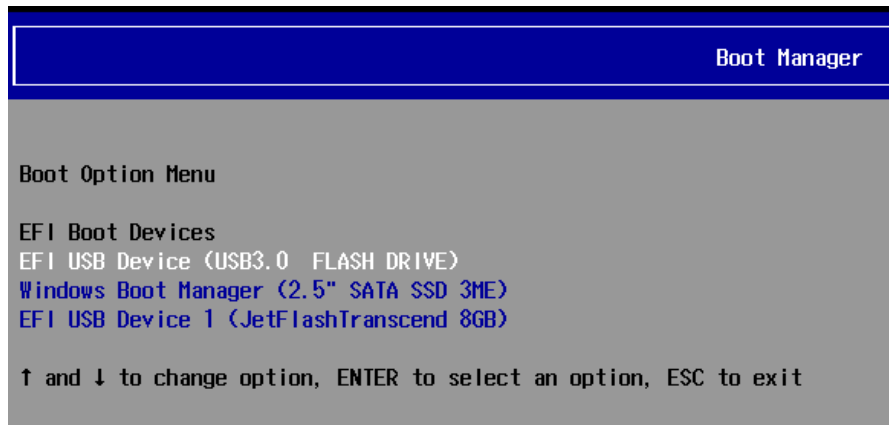 Boot Manager
Boot Option Menu
EFI Boot Devices
EFI USB Device (USB3.0  FLASH DRIVE)
Windows Boot Manager (2.5" SATA SSD 3ME)
EFI USB Device 1 (JetFlashTranscend 8GB)
↑ and ↓ to change option, ENTER to select an option, ESC to exit